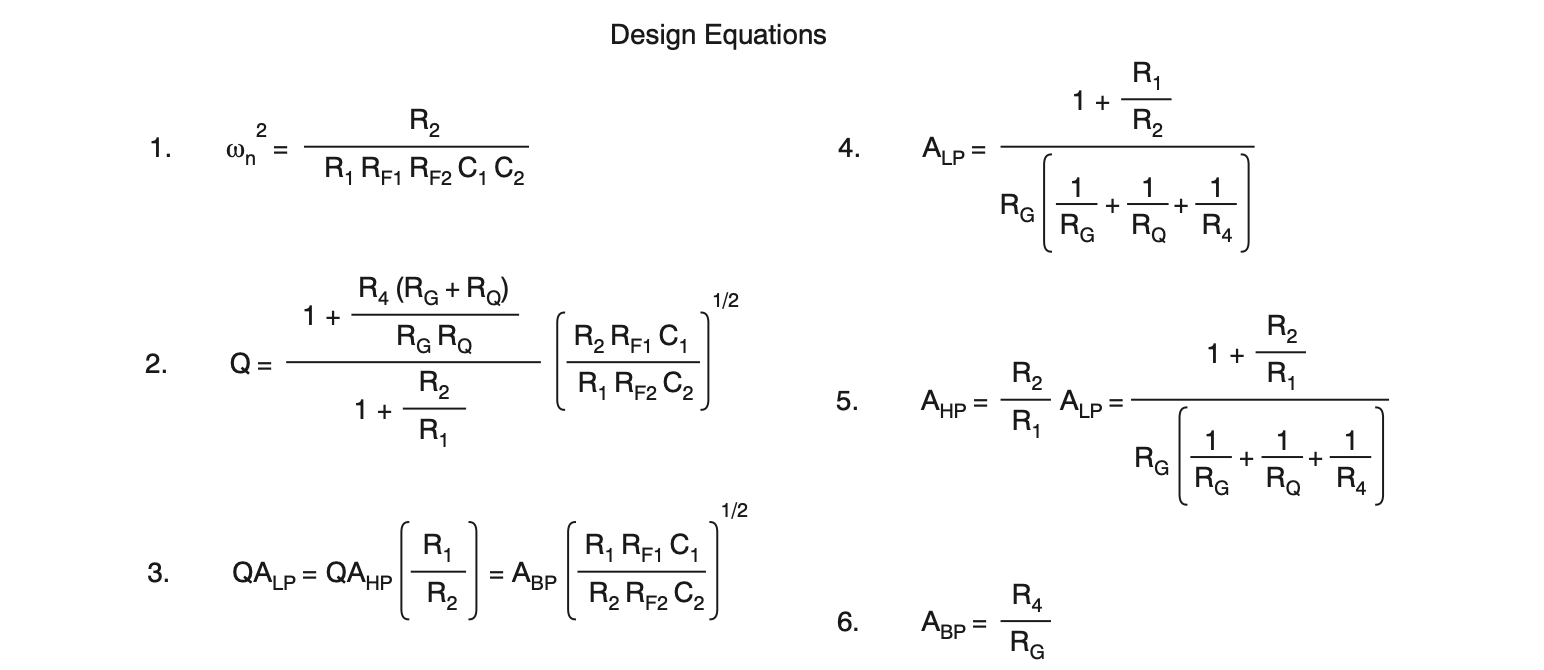 Design Equations
1. ωn² = R2 / (R1 RF1 RF2 C1 C2)
2. Q = [1 + R4 (RG + RQ) / (RG RQ)] / [1 + R2 / R1] [R2 RF1 C1 / (R1 RF2 C2)]^1/2
3. QALP = QAHP [R1 / R2] = ABP [R1 RF1 C1 / (R2 RF2 C2)]^1/2
4. ALP = (1 + R1 / R2) / (RG [1 / RG + 1 / RQ + 1 / R4])
5. AHP = R2 / R1 ALP = (1 + R2 / R1) / (RG [1 / RG + 1 / RQ + 1 / R4])
6. ABP = R4 / RG